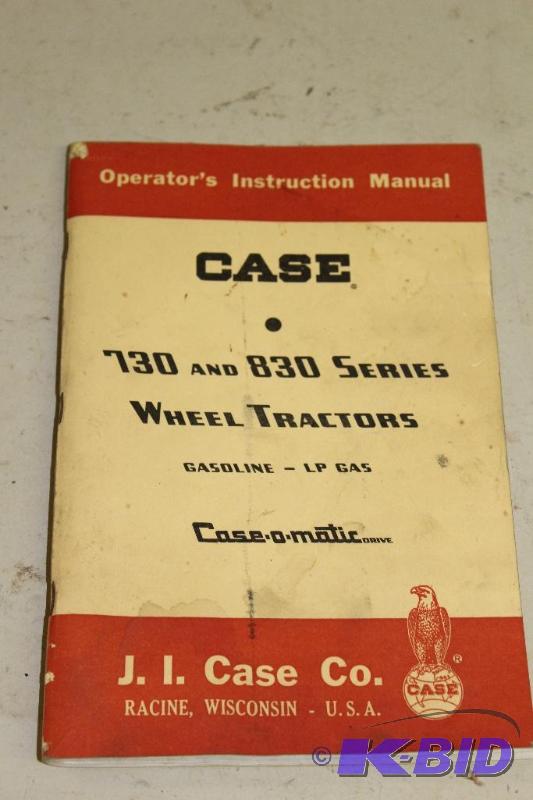 Operator's Instruction Manual
CASE
730 AND 830 SERIES
WHEEL TRACTORS
GASOLINE - LP GAS
Case-o-matic DRIVE
J. I. Case Co.
RACINE, WISCONSIN - U.S.A.
CASE ®
© K-BID